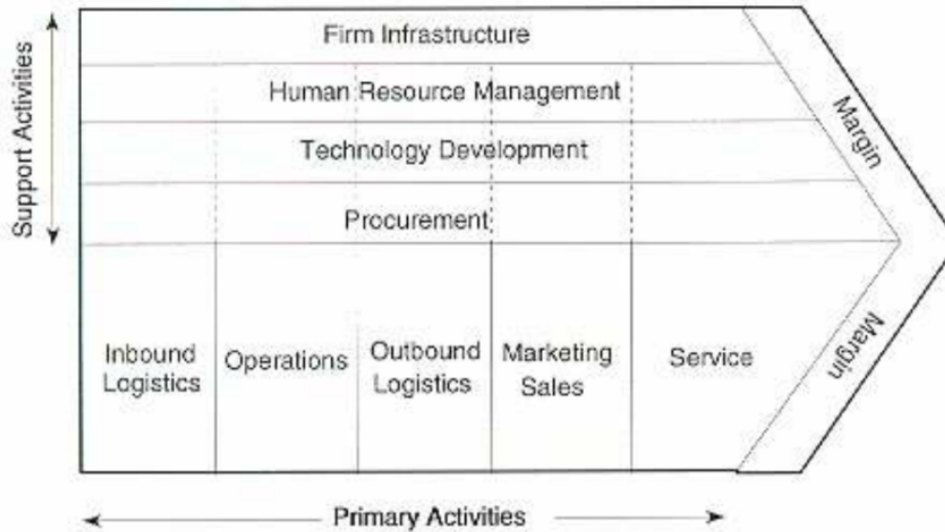 Support Activities
Firm Infrastructure
Human Resource Management
Technology Development
Procurement
Margin
Margin
Inbound
Logistics
Operations
Outbound
Logistics
Marketing
Sales
Service
Primary Activities